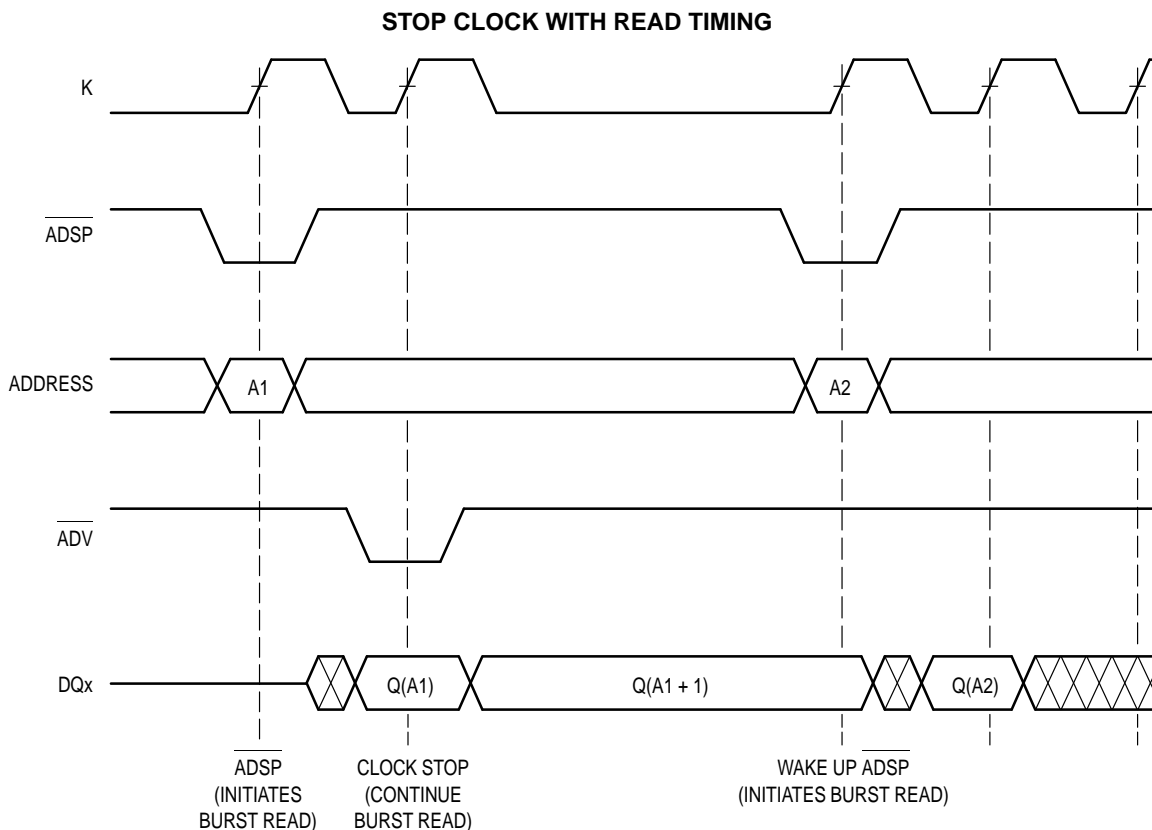 STOP CLOCK WITH READ TIMING
K
ADSP
ADDRESS
A1
A2
ADV
DQx
Q(A1)
Q(A1 + 1)
Q(A2)
ADSP
(INITIATES
BURST READ)
CLOCK STOP
(CONTINUE
BURST READ)
WAKE UP ADSP
(INITIATES BURST READ)